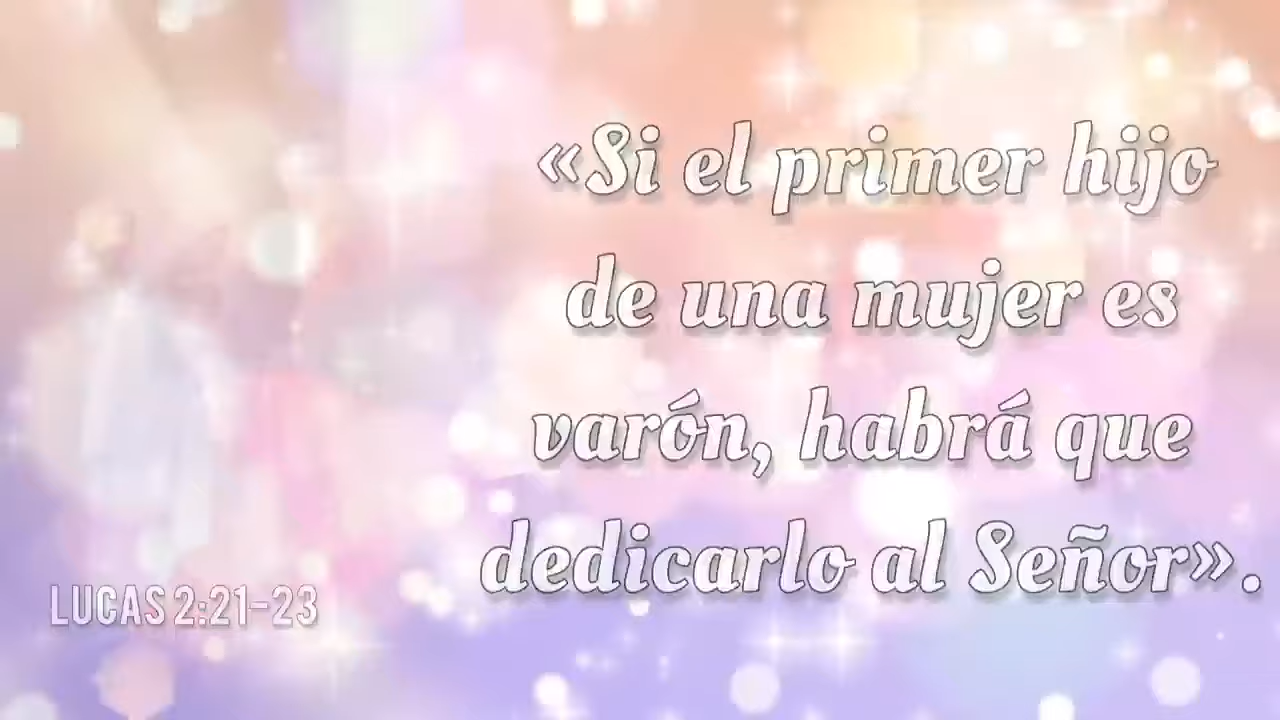 «Si el primer hijo
de una mujer es
varón, habrá que
dedicarlo al Señor».
LUCAS 2:21-23